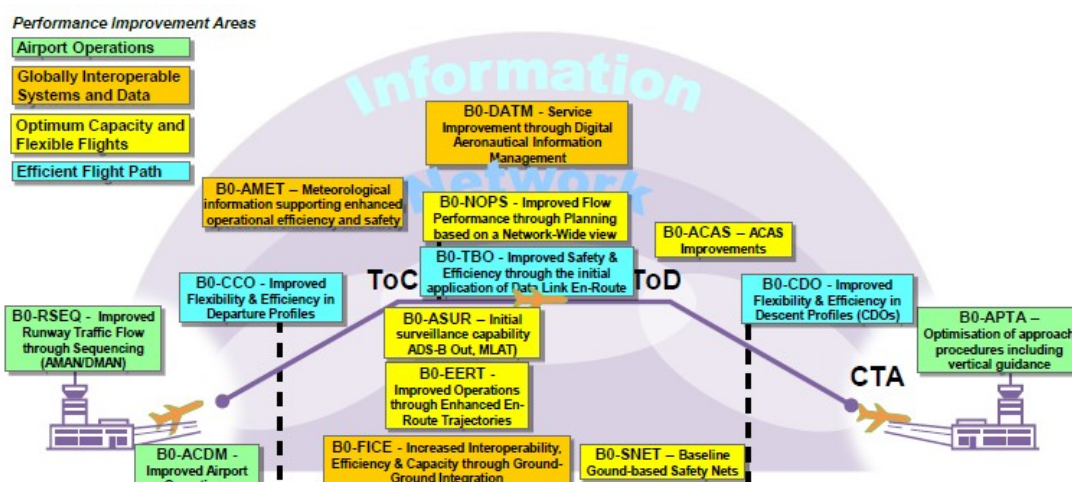 Performance Improvement Areas
Airport Operations
Globally Interoperable
Systems and Data
Optimum Capacity and
Flexible Flights
Efficient Flight Path
Information
Network
B0-DATM - Service
Improvement through Digital
Aeronautical Information
Management
B0-AMET – Meteorological
information supporting enhanced
operational efficiency and safety
B0-NOPS - Improved Flow
Performance through Planning
based on a Network-Wide view
B0-ACAS – ACAS
Improvements
B0-TBO - Improved Safety &
Efficiency through the initial
application of Data Link En-Route
ToC
ToD
B0-CCO - Improved
Flexibility & Efficiency in
Departure Profiles
B0-CDO - Improved
Flexibility & Efficiency in
Descent Profiles (CDOs)
B0-RSEQ - Improved
Runway Traffic Flow
through Sequencing
(AMAN/DMAN)
B0-ASUR – Initial
surveillance capability
ADS-B Out, MLAT)
B0-APTA –
Optimisation of approach
procedures including
vertical guidance
B0-EERT -
Improved Operations
through Enhanced En-
Route Trajectories
CTA
B0-ACDM -
Improved Airport
B0-FICE - Increased Interoperability,
Efficiency & Capacity through Ground-
Ground Integration
B0-SNET – Baseline
Gound-based Safety Nets